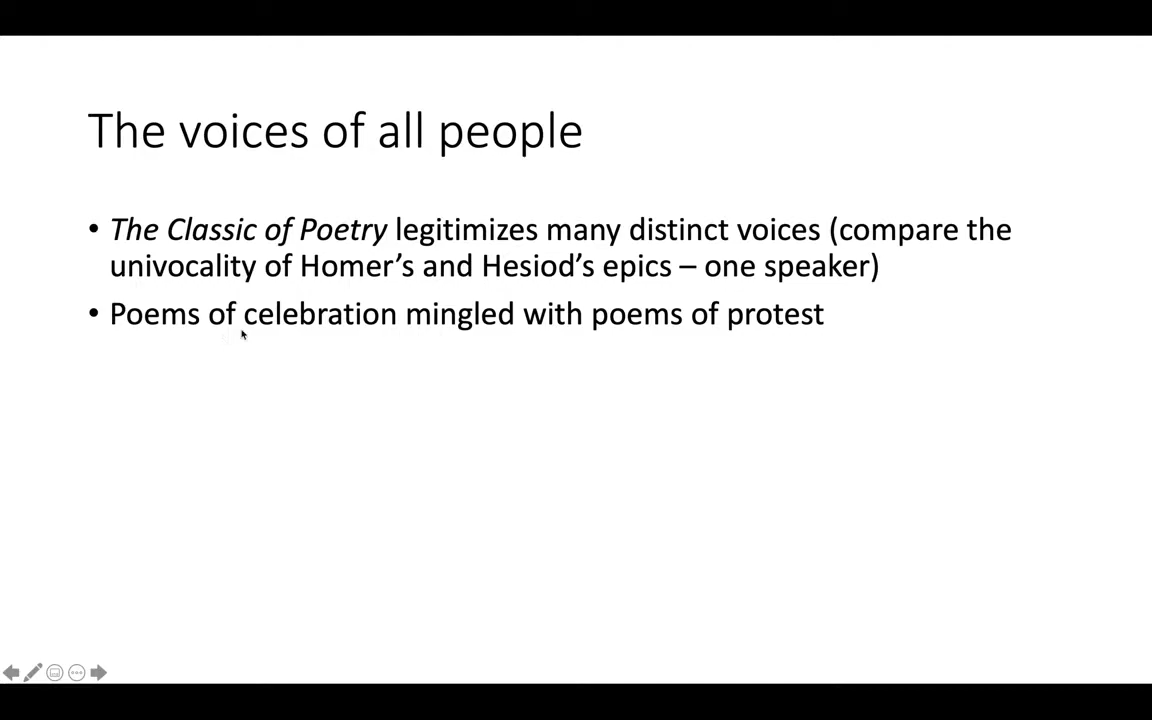 The voices of all people
• The Classic of Poetry legitimizes many distinct voices (compare the
univocality of Homer’s and Hesiod’s epics – one speaker)
• Poems of celebration mingled with poems of protest